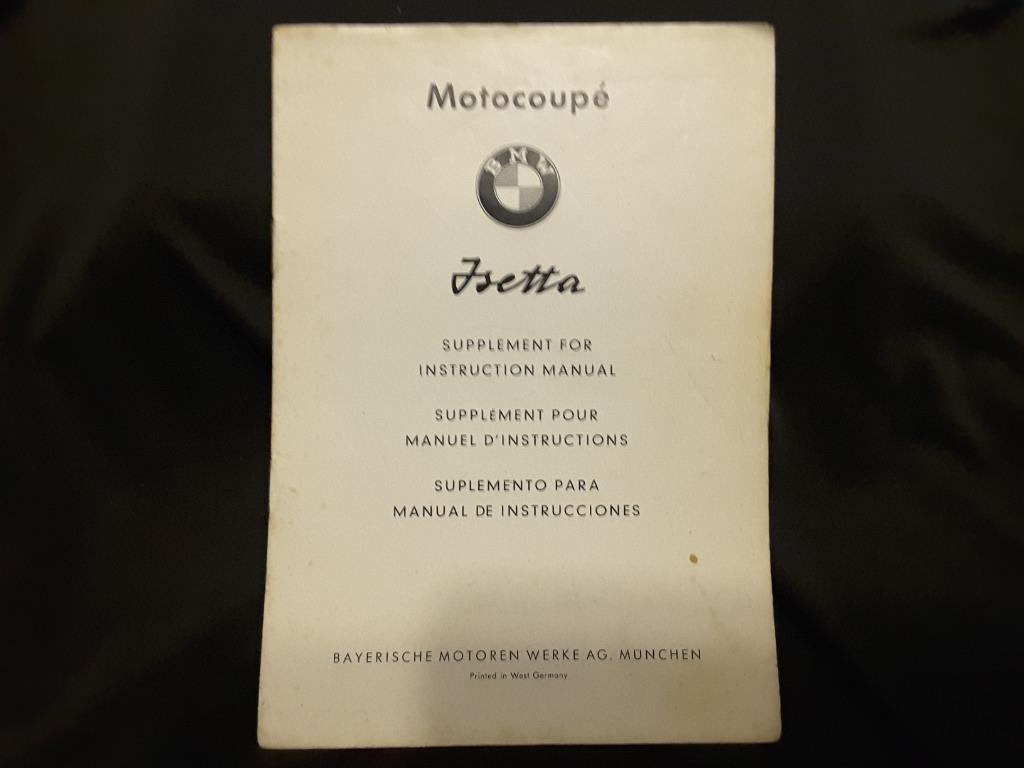 Motocoupé
BMW
Isetta
SUPPLEMENT FOR
INSTRUCTION MANUAL
SUPPLÉMENT POUR
MANUEL D'INSTRUCTIONS
SUPLEMENTO PARA
MANUAL DE INSTRUCCIONES
BAYERISCHE MOTOREN WERKE AG. MÜNCHEN
Printed in West Germany